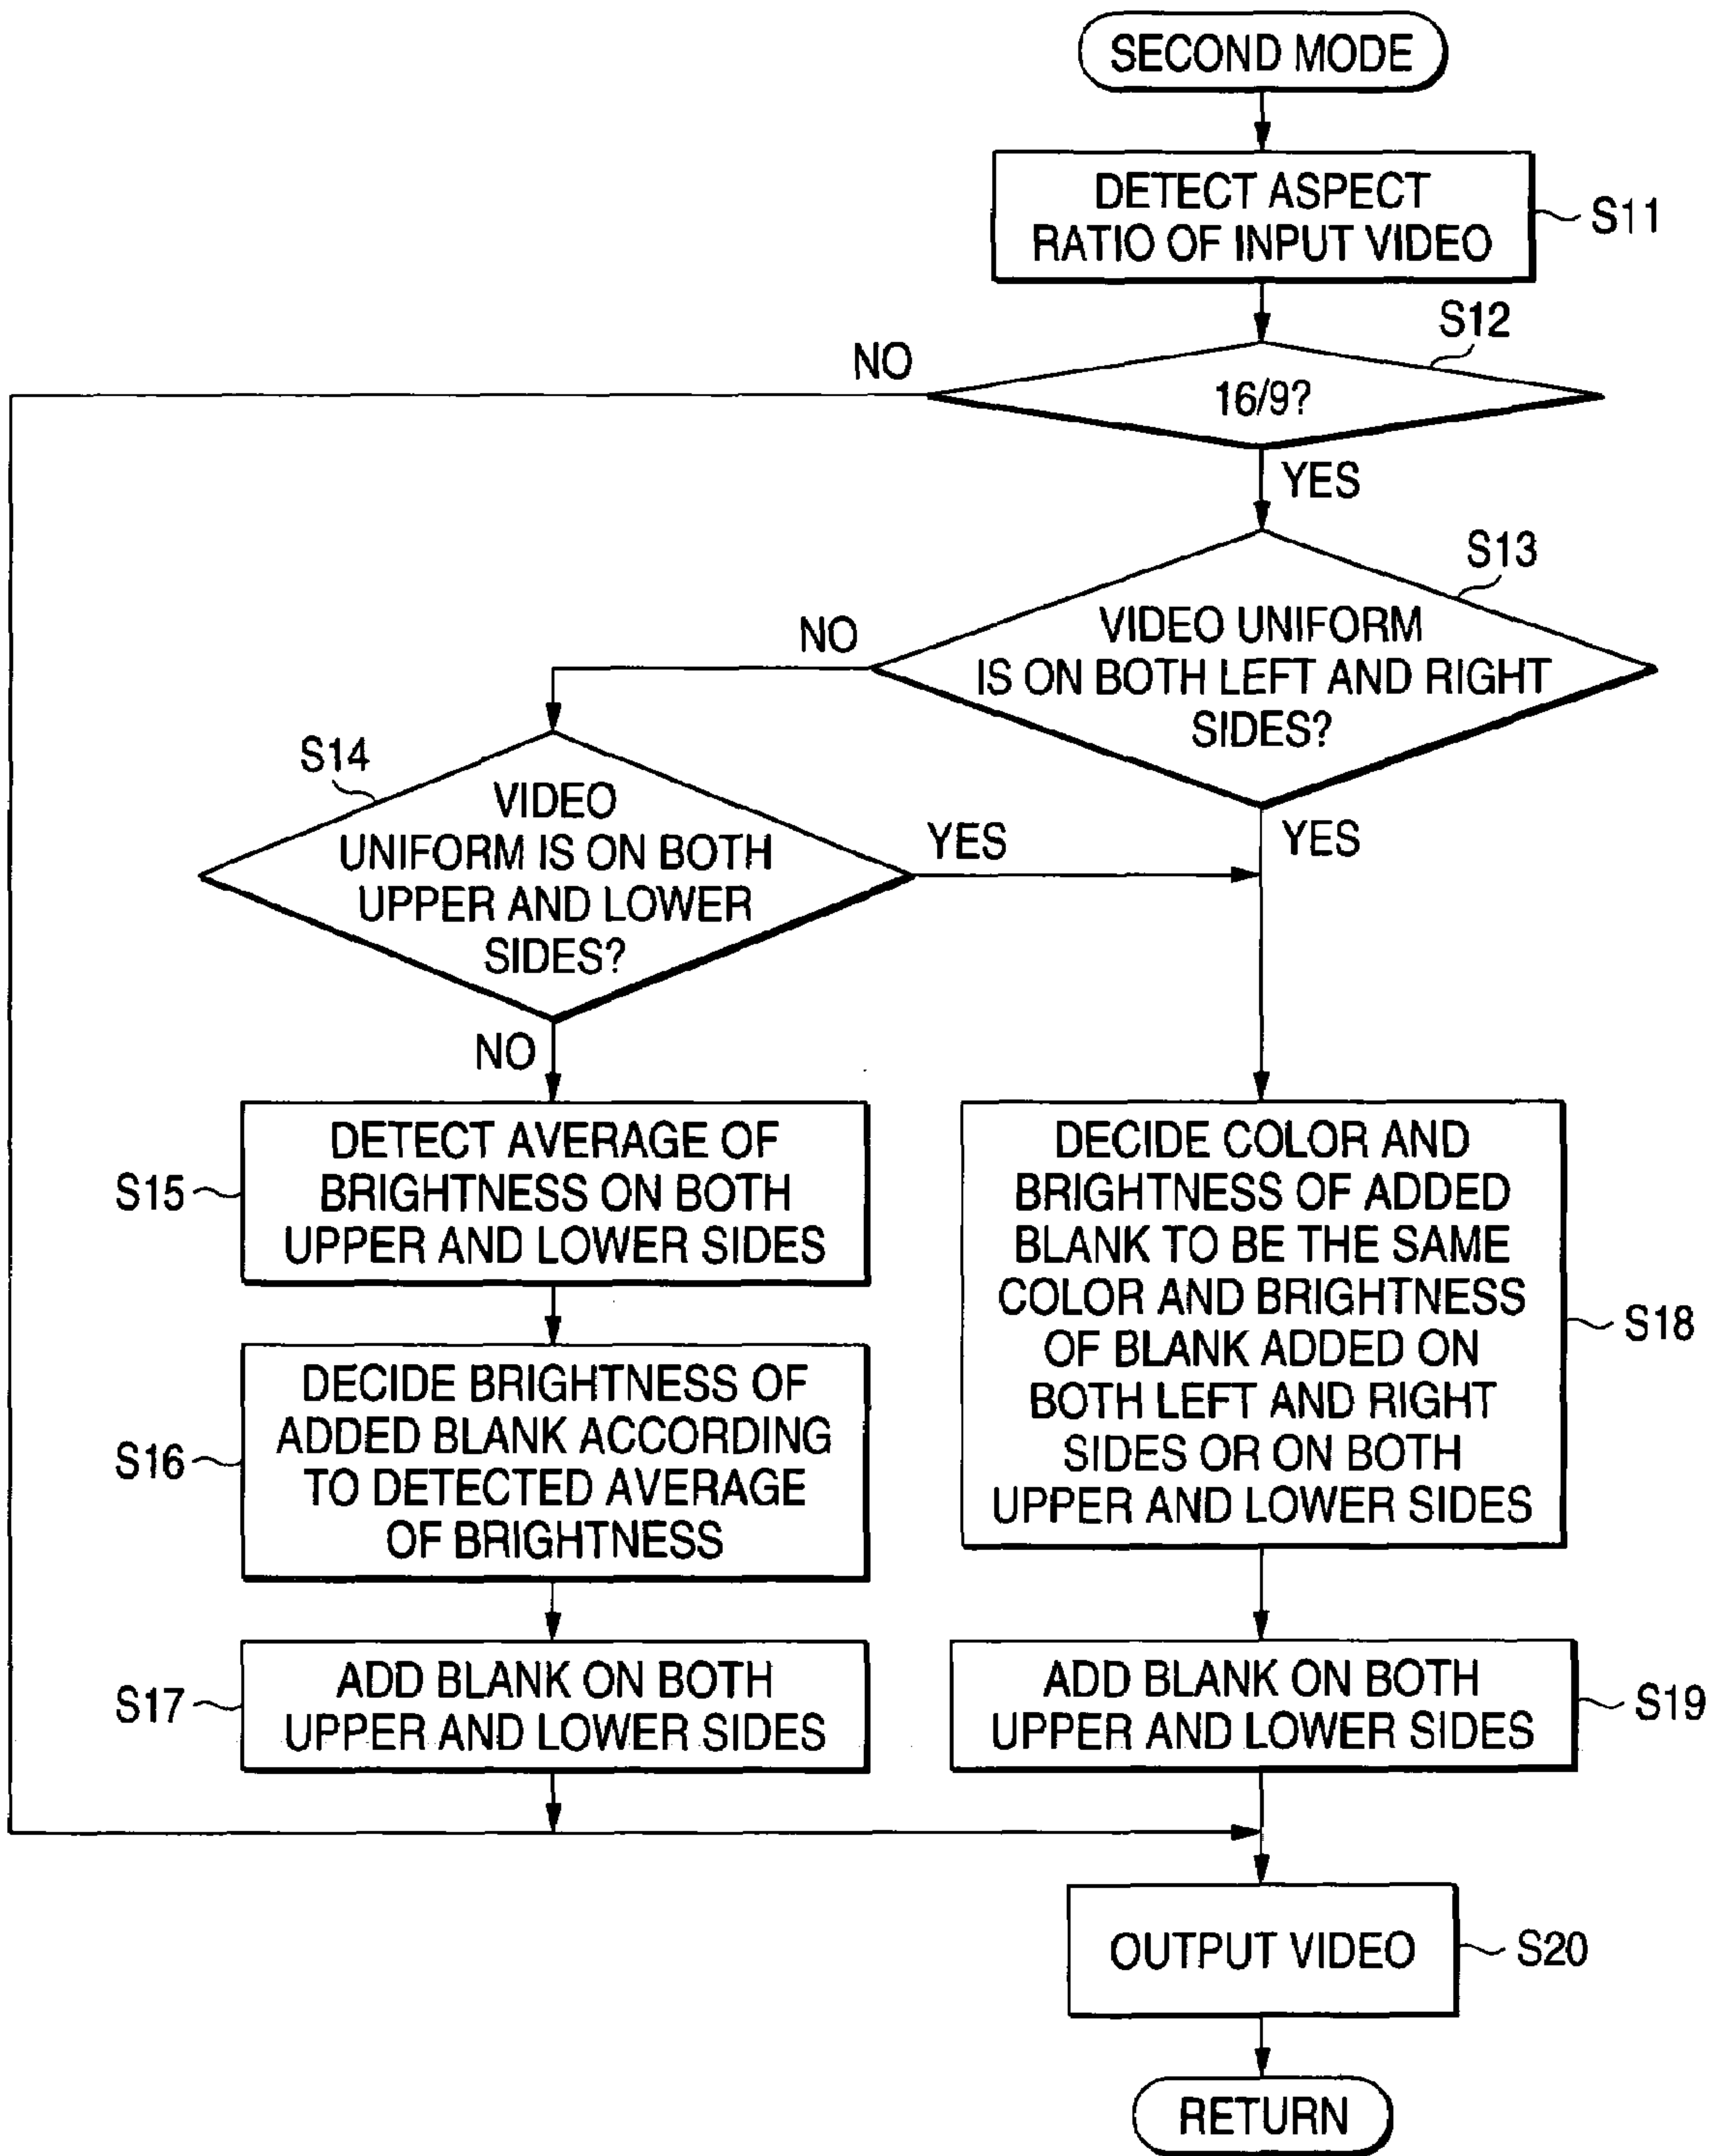 SECOND MODE
DETECT ASPECT
RATIO OF INPUT VIDEO
S11
S12
NO
16/9?
YES
S13
NO
VIDEO UNIFORM
IS ON BOTH LEFT AND RIGHT
SIDES?
YES
S14
VIDEO
UNIFORM IS ON BOTH
UPPER AND LOWER
SIDES?
YES
NO
S15
DETECT AVERAGE OF
BRIGHTNESS ON BOTH
UPPER AND LOWER SIDES
S16
DECIDE BRIGHTNESS OF
ADDED BLANK ACCORDING
TO DETECTED AVERAGE
OF BRIGHTNESS
S17
ADD BLANK ON BOTH
UPPER AND LOWER SIDES
DECIDE COLOR AND
BRIGHTNESS OF ADDED
BLANK TO BE THE SAME
COLOR AND BRIGHTNESS
OF BLANK ADDED ON
BOTH LEFT AND RIGHT
SIDES OR ON BOTH
UPPER AND LOWER SIDES
S18
ADD BLANK ON BOTH
UPPER AND LOWER SIDES
S19
OUTPUT VIDEO
S20
RETURN